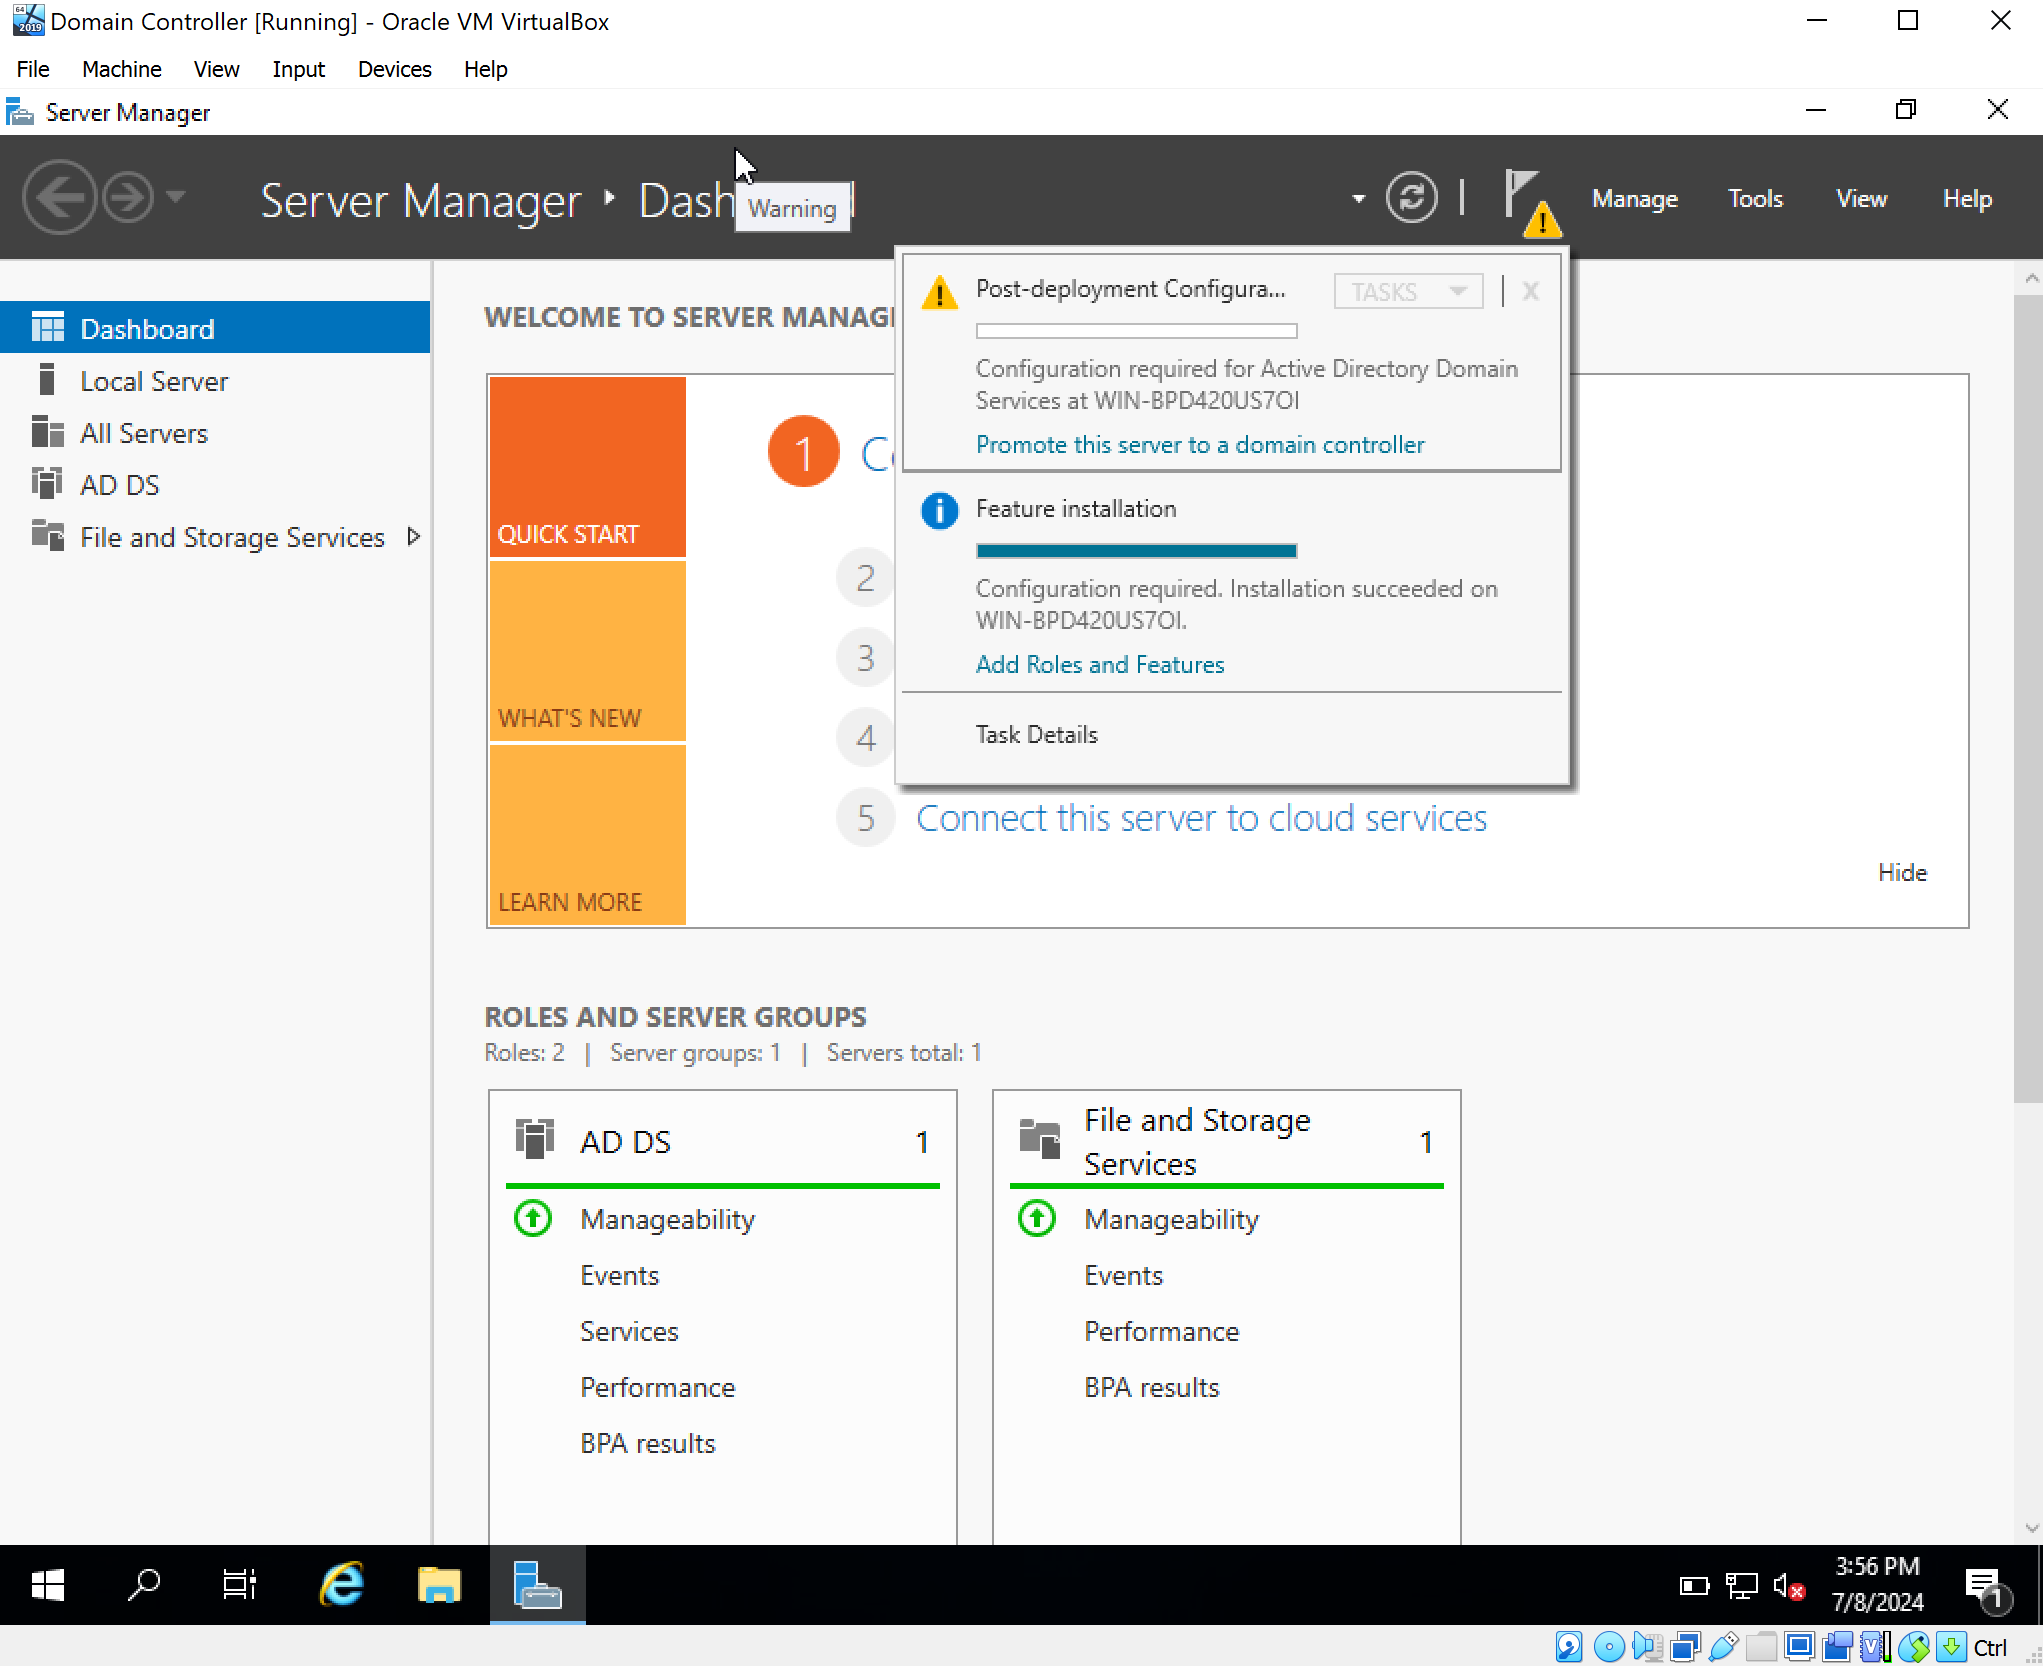 Domain Controller [Running] - Oracle VM VirtualBox
File Machine View Input Devices Help
Server Manager
Server Manager Dash
Warning
Manage Tools View Help
Dashboard
Local Server
All Servers
AD DS
File and Storage Services
WELCOME TO SERVER MANAG
QUICK START
WHAT'S NEW
LEARN MORE
1
2
3
4
5 Connect this server to cloud services
Hide
Post-deployment Configura...
TASKS
X
Configuration required for Active Directory Domain
Services at WIN-BPD420US7OI
Promote this server to a domain controller
Feature installation
Configuration required. Installation succeeded on
WIN-BPD420US7OI.
Add Roles and Features
Task Details
ROLES AND SERVER GROUPS
Roles: 2 | Server groups: 1 | Servers total: 1
AD DS 1
Manageability
Events
Services
Performance
BPA results
File and Storage
Services
1
Manageability
Events
Performance
BPA results
3:56 PM
7/8/2024
1
Ctrl